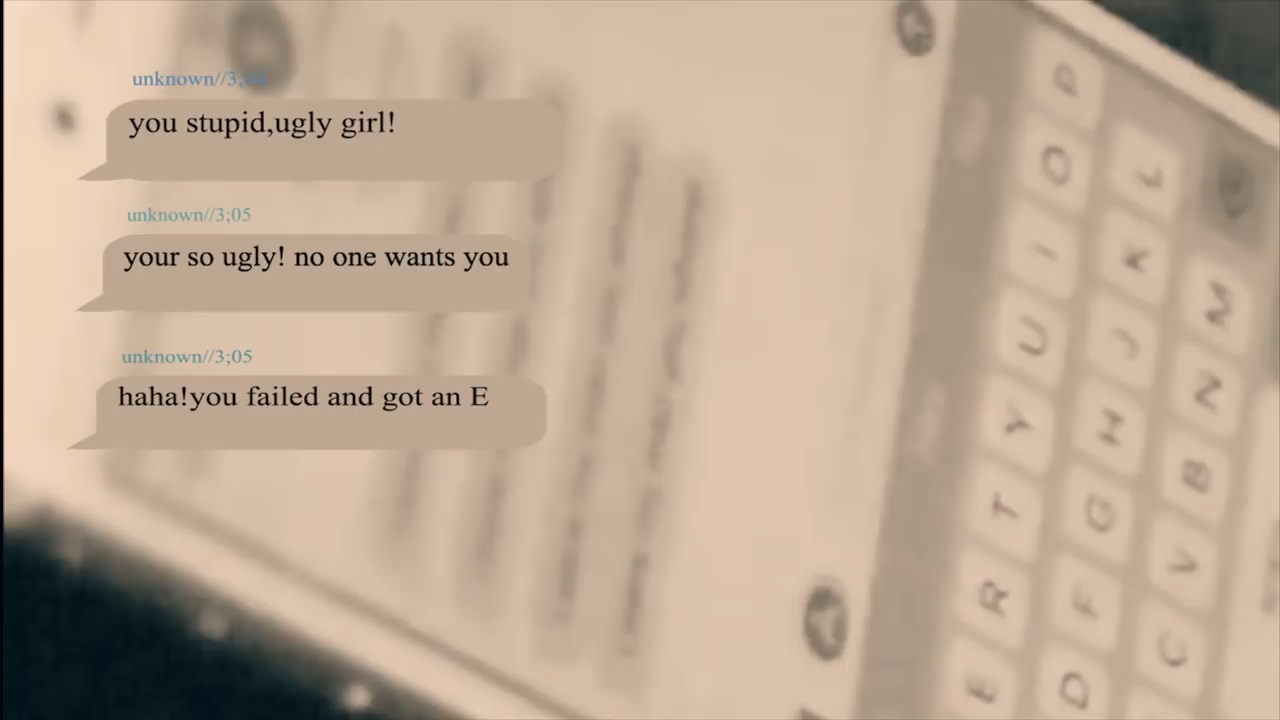 unknown//3;
you stupid,ugly girl!
unknown//3;05
your so ugly! no one wants you
unknown//3;05
haha!you failed and got an E
P
O
I
U
Y
T
R
E
L
K
J
H
G
F
D
M
N
B
V
C